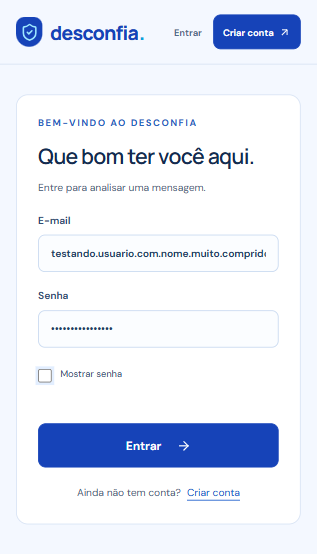 desconfia.
Entrar
Criar conta
BEM-VINDO AO DESCONFIA
Que bom ter você aqui.
Entre para analisar uma mensagem.
E-mail
testando.usuario.com.nome.muito.comprido
Senha
••••••••••••••••
Mostrar senha
Entrar
Ainda não tem conta? Criar conta